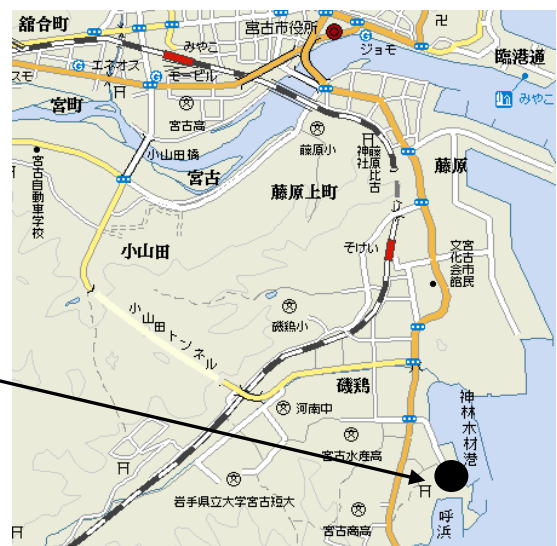 舘合町
宮古市役所
卍
ジョモ
臨港通
みやこ
エネオス
モービル
スモ
宮町
宮古高
小山田橋
藤原小
藤原比古神社
藤原
みやこ
宮古自動車学校
宮古
藤原上町
小山田
そけい
宮古市民文化会館
小山田トンネル
磯鶏小
磯鶏
河南中
神林木材港
宮古水産高
岩手県立大学宮古短大
宮古商高
呼浜